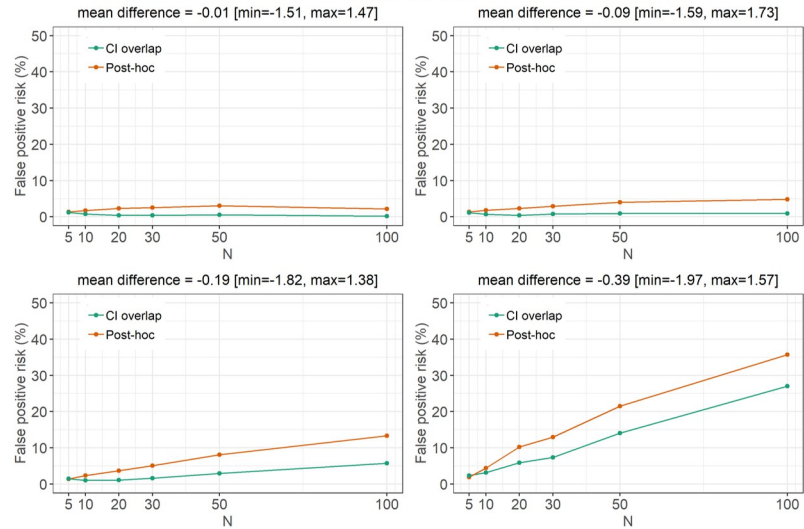 mean difference = -0.01 [min=-1.51, max=1.47]
50
40
30
20
10
0
False positive risk (%)
CI overlap
Post-hoc
5 10 20 30 50 100
N
mean difference = -0.09 [min=-1.59, max=1.73]
50
40
30
20
10
0
False positive risk (%)
CI overlap
Post-hoc
5 10 20 30 50 100
N
mean difference = -0.19 [min=-1.82, max=1.38]
50
40
30
20
10
0
False positive risk (%)
CI overlap
Post-hoc
5 10 20 30 50 100
N
mean difference = -0.39 [min=-1.97, max=1.57]
50
40
30
20
10
0
False positive risk (%)
CI overlap
Post-hoc
5 10 20 30 50 100
N